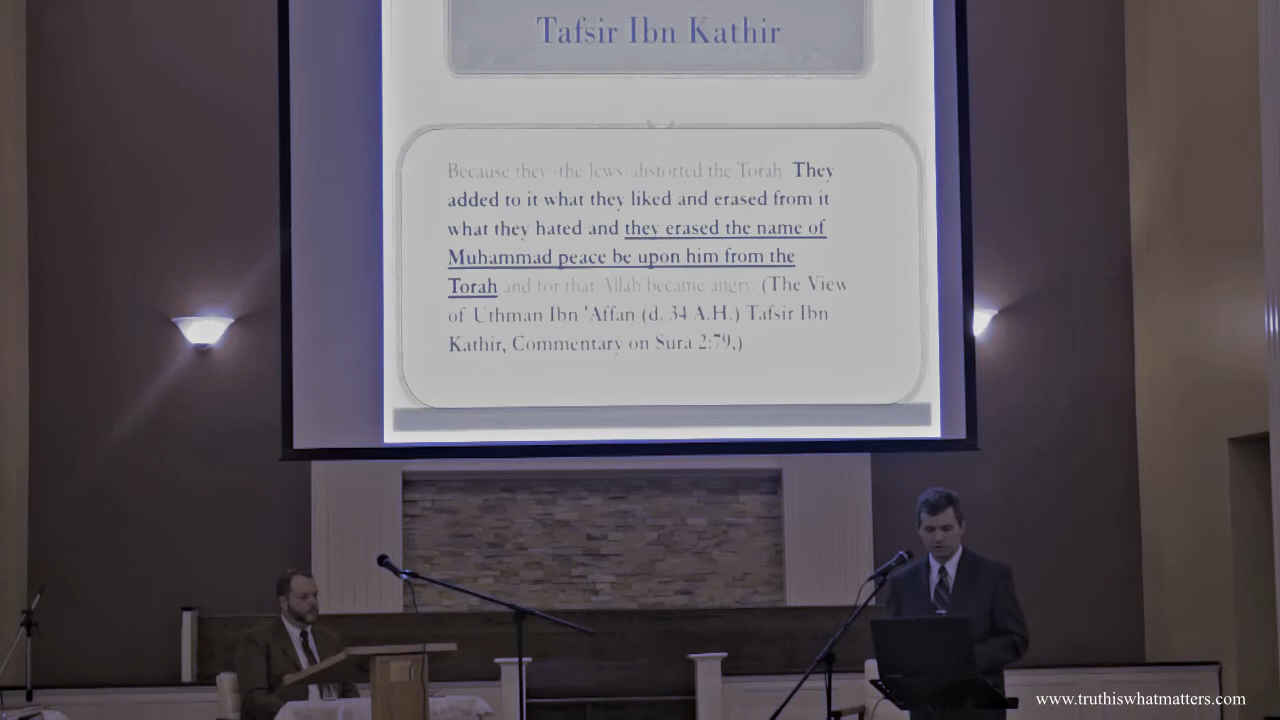 Tafsir Ibn Kathir
Because they (the Jews) distorted the Torah. They
added to it what they liked and erased from it
what they hated and they erased the name of
Muhammad peace be upon him from the
Torah and for that Allah became angry. (The View
of Uthman Ibn 'Affan (d. 34 A.H.) Tafsir Ibn
Kathir, Commentary on Sura 2:79,)
www.truthiswhatmatters.com